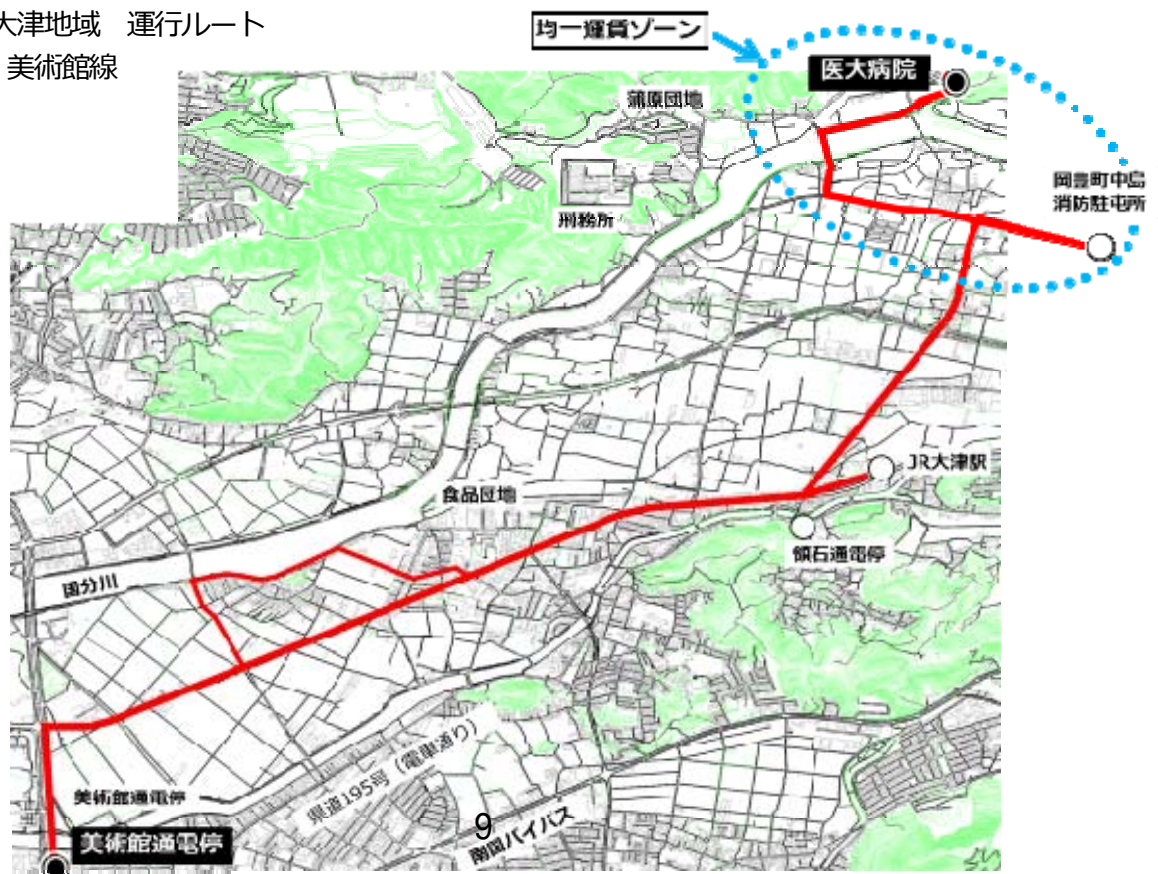 大津地域 運行ルート
美術館線
均一運賃ゾーン
医大病院
蒲原団地
刑務所
岡豊町中島
消防駐屯所
JR大津駅
食品団地
領石通電停
国分川
県道195号（電車通り）
美術館通電停
9
南国バイパス
美術館通電停